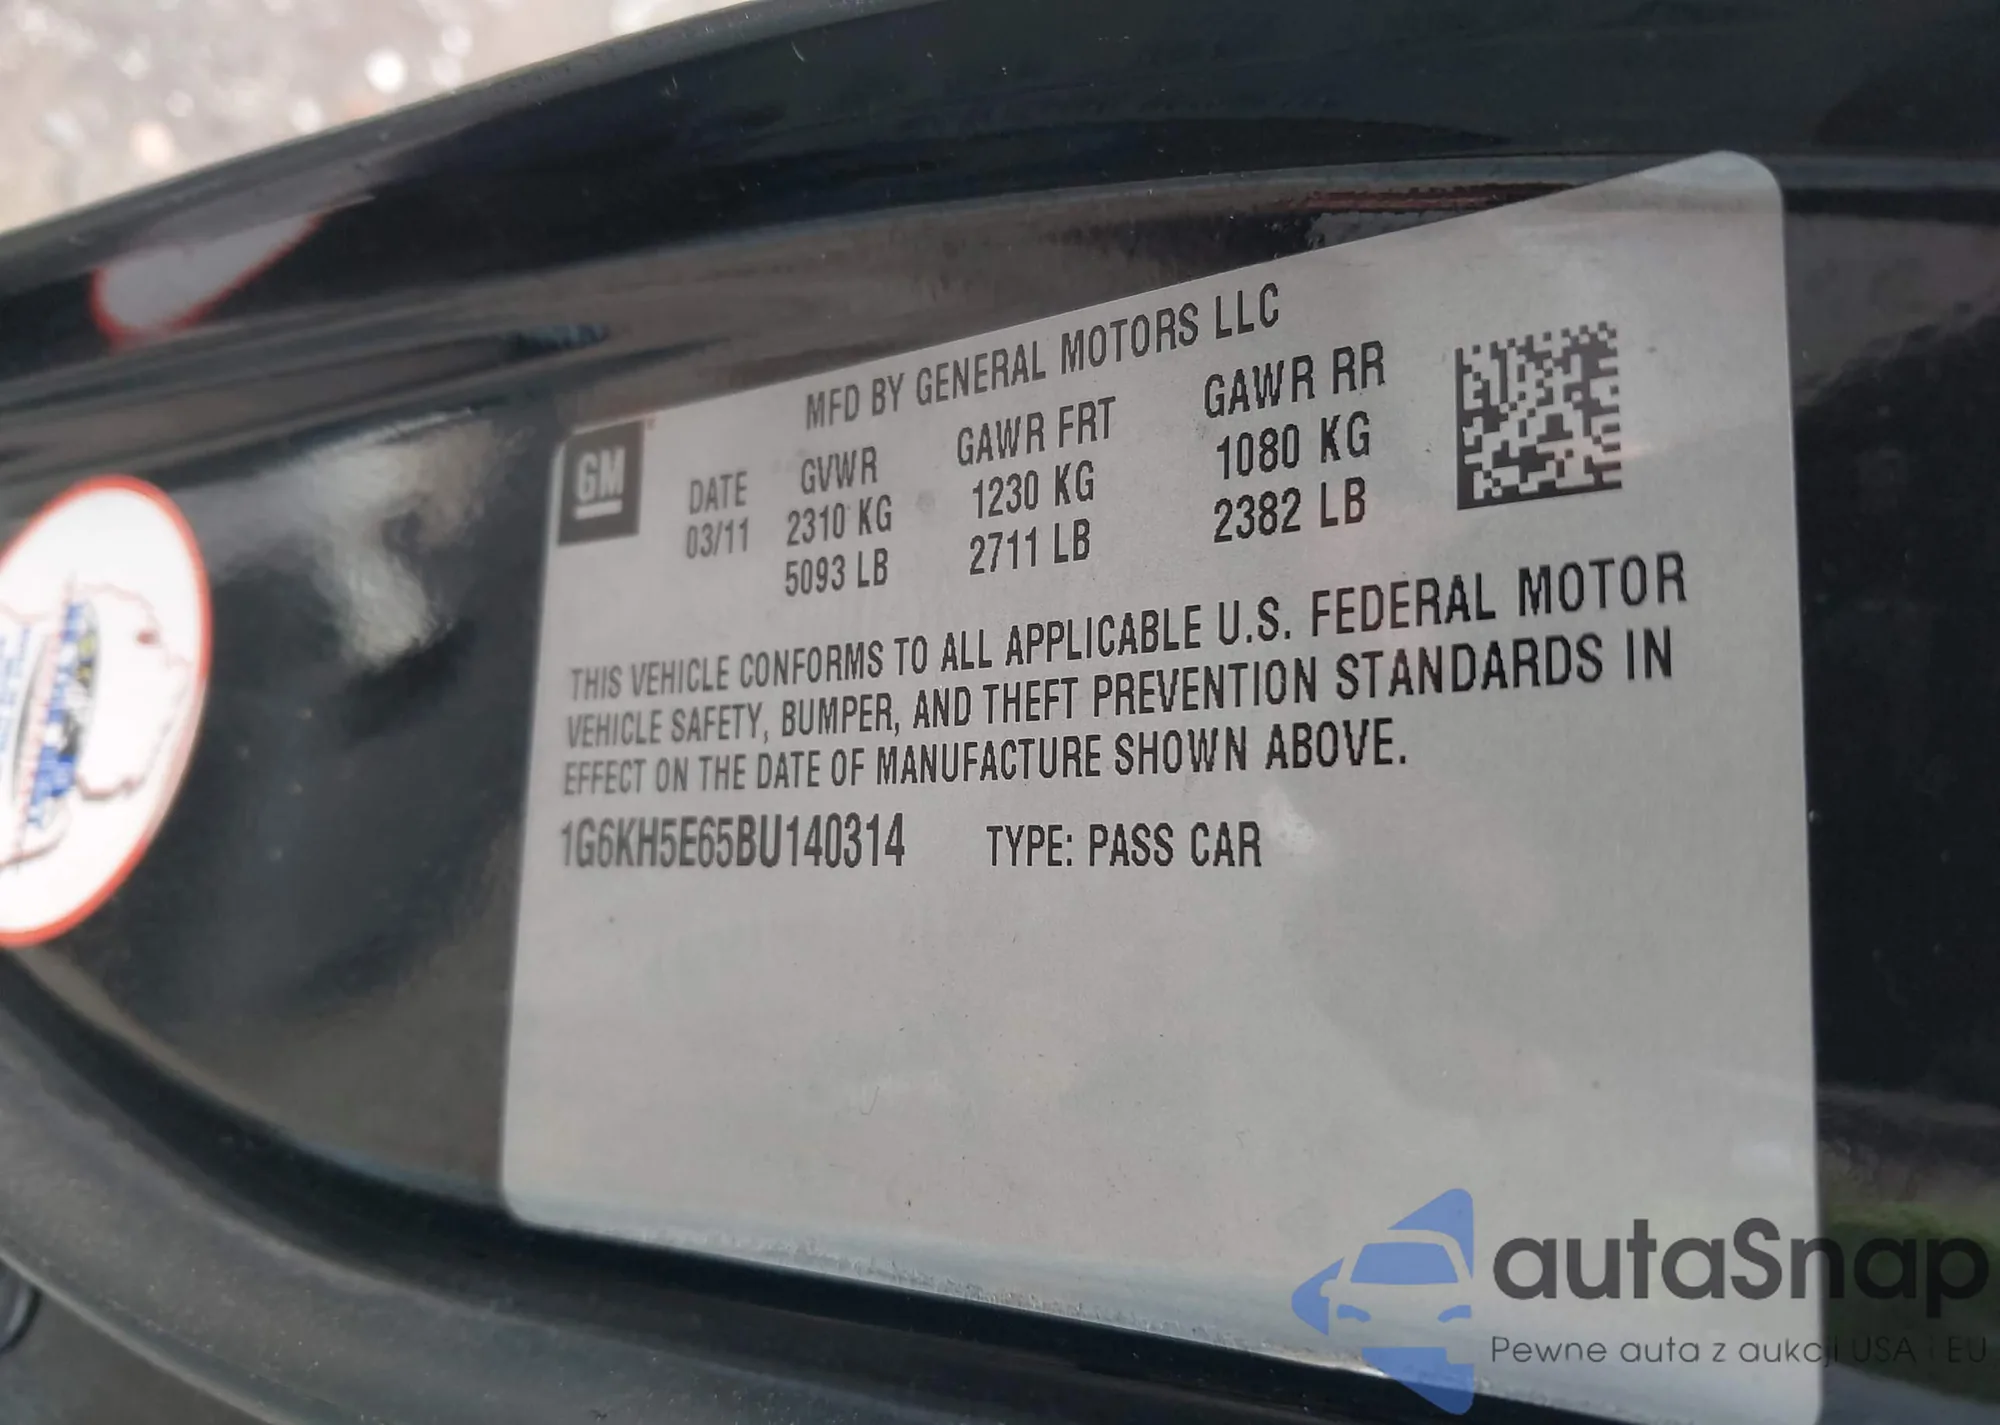 MFD BY GENERAL MOTORS LLC
GM
DATE GVWR GAWR FRT GAWR RR
03/11 2310 KG 1230 KG 1080 KG
5093 LB 2711 LB 2382 LB
THIS VEHICLE CONFORMS TO ALL APPLICABLE U.S. FEDERAL MOTOR
VEHICLE SAFETY, BUMPER, AND THEFT PREVENTION STANDARDS IN
EFFECT ON THE DATE OF MANUFACTURE SHOWN ABOVE.
1G6KH5E65BU140314 TYPE: PASS CAR
autaSnap
Pewne auta z aukcji USA i EU